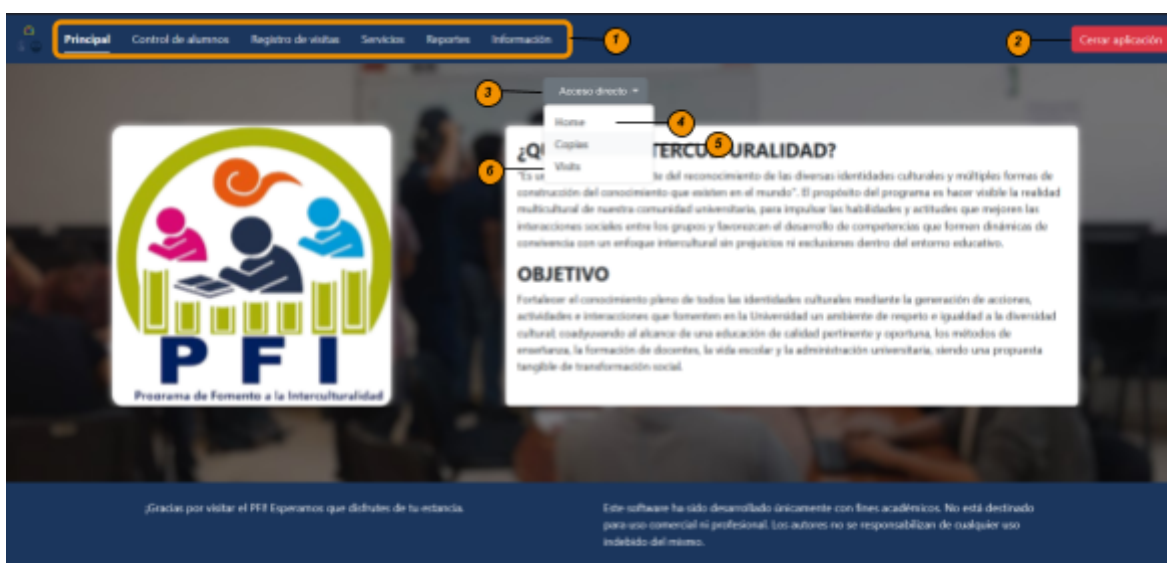 Principal Control de alumnos Registro de visitas Servicios Reportes Información 1 2 Cerrar aplicación
3 Acceso directo
Home 4
Copias 5
6 Visits
¿QU TERCU URALIDAD?
"Es u te del reconocimiento de las diversas identidades culturales y múltiples formas de
construcción del conocimiento que existen en el mundo". El propósito del programa es hacer visible la realidad
multicultural de nuestra comunidad universitaria, para impulsar las habilidades y actitudes que mejoren las
interacciones sociales entre los grupos y favorezcan el desarrollo de competencias que formen dinámicas de
convivencia con un enfoque intercultural sin prejuicios ni exclusiones dentro del entorno educativo.
OBJETIVO
Fortalecer el conocimiento pleno de todos las identidades culturales mediante la generación de acciones,
actividades e interacciones que fomenten en la Universidad un ambiente de respeto e igualdad a la diversidad
cultural; coadyuvando al alcance de una educación de calidad pertinente y oportuna, los métodos de
enseñanza, la formación de docentes, la vida escolar y la administración universitaria, siendo una propuesta
tangible de transformación social.
PFI
Programa de Fomento a la Interculturalidad
¡Gracias por visitar el PFI! Esperamos que disfrutes de tu estancia.
Este software ha sido desarrollado únicamente con fines académicos. No está destinado
para uso comercial ni profesional. Los autores no se responsabilizan de cualquier uso
indebido del mismo.